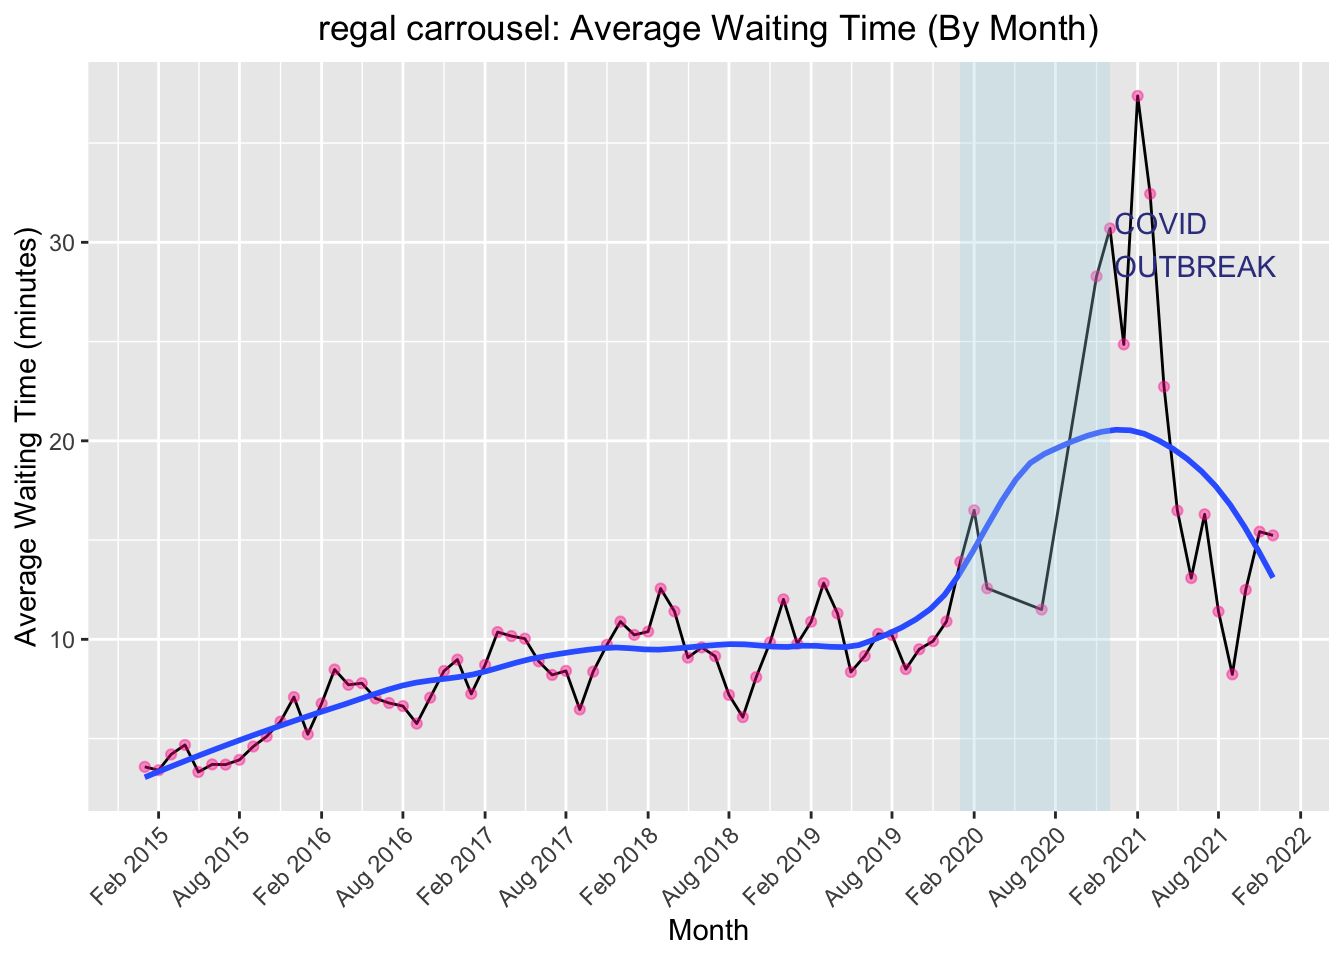 regal carrousel: Average Waiting Time (By Month)
Average Waiting Time (minutes)
30
20
10
COVID
OUTBREAK
Feb 2015
Aug 2015
Feb 2016
Aug 2016
Feb 2017
Aug 2017
Feb 2018
Aug 2018
Feb 2019
Aug 2019
Feb 2020
Aug 2020
Feb 2021
Aug 2021
Feb 2022
Month